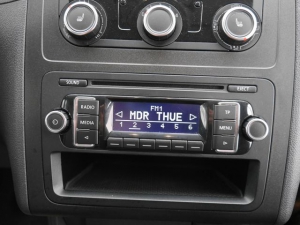 SOUND EJECT
RADIO FM1 TP
MEDIA ◁ MDR THUE ▷ MENU
1 2 3 4 5 6